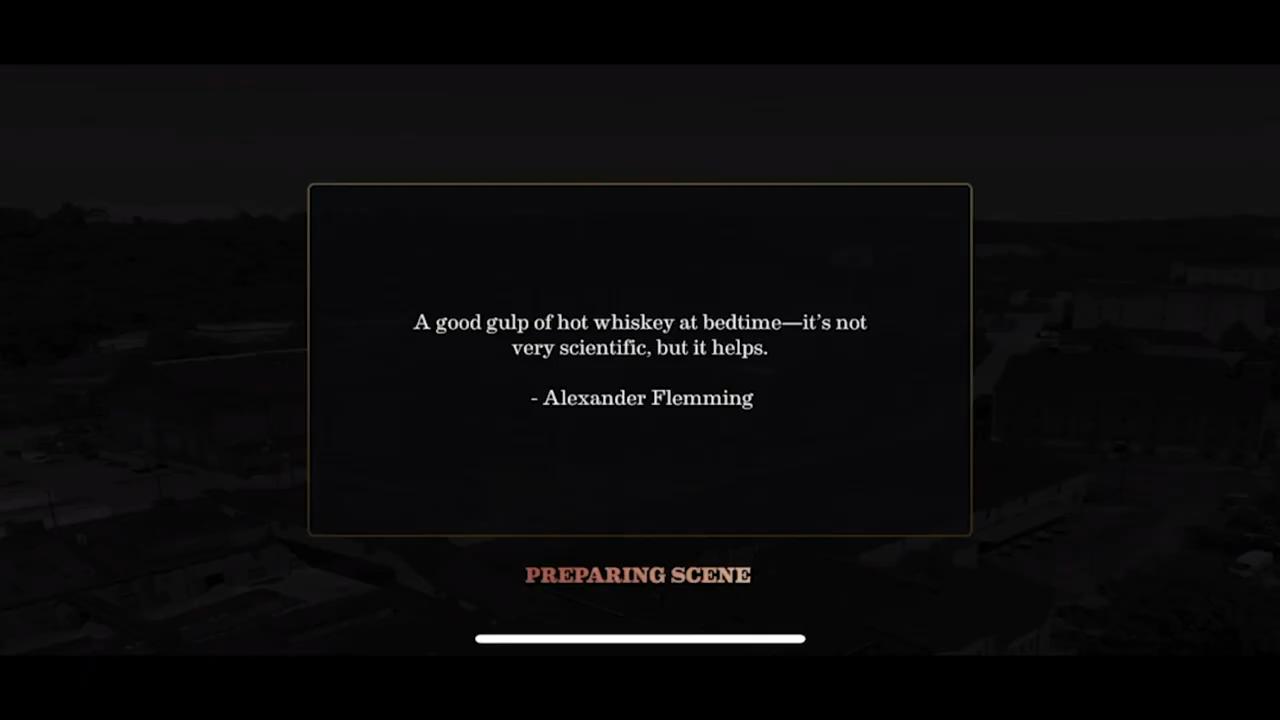 A good gulp of hot whiskey at bedtime—it's not
very scientific, but it helps.
- Alexander Flemming
PREPARING SCENE